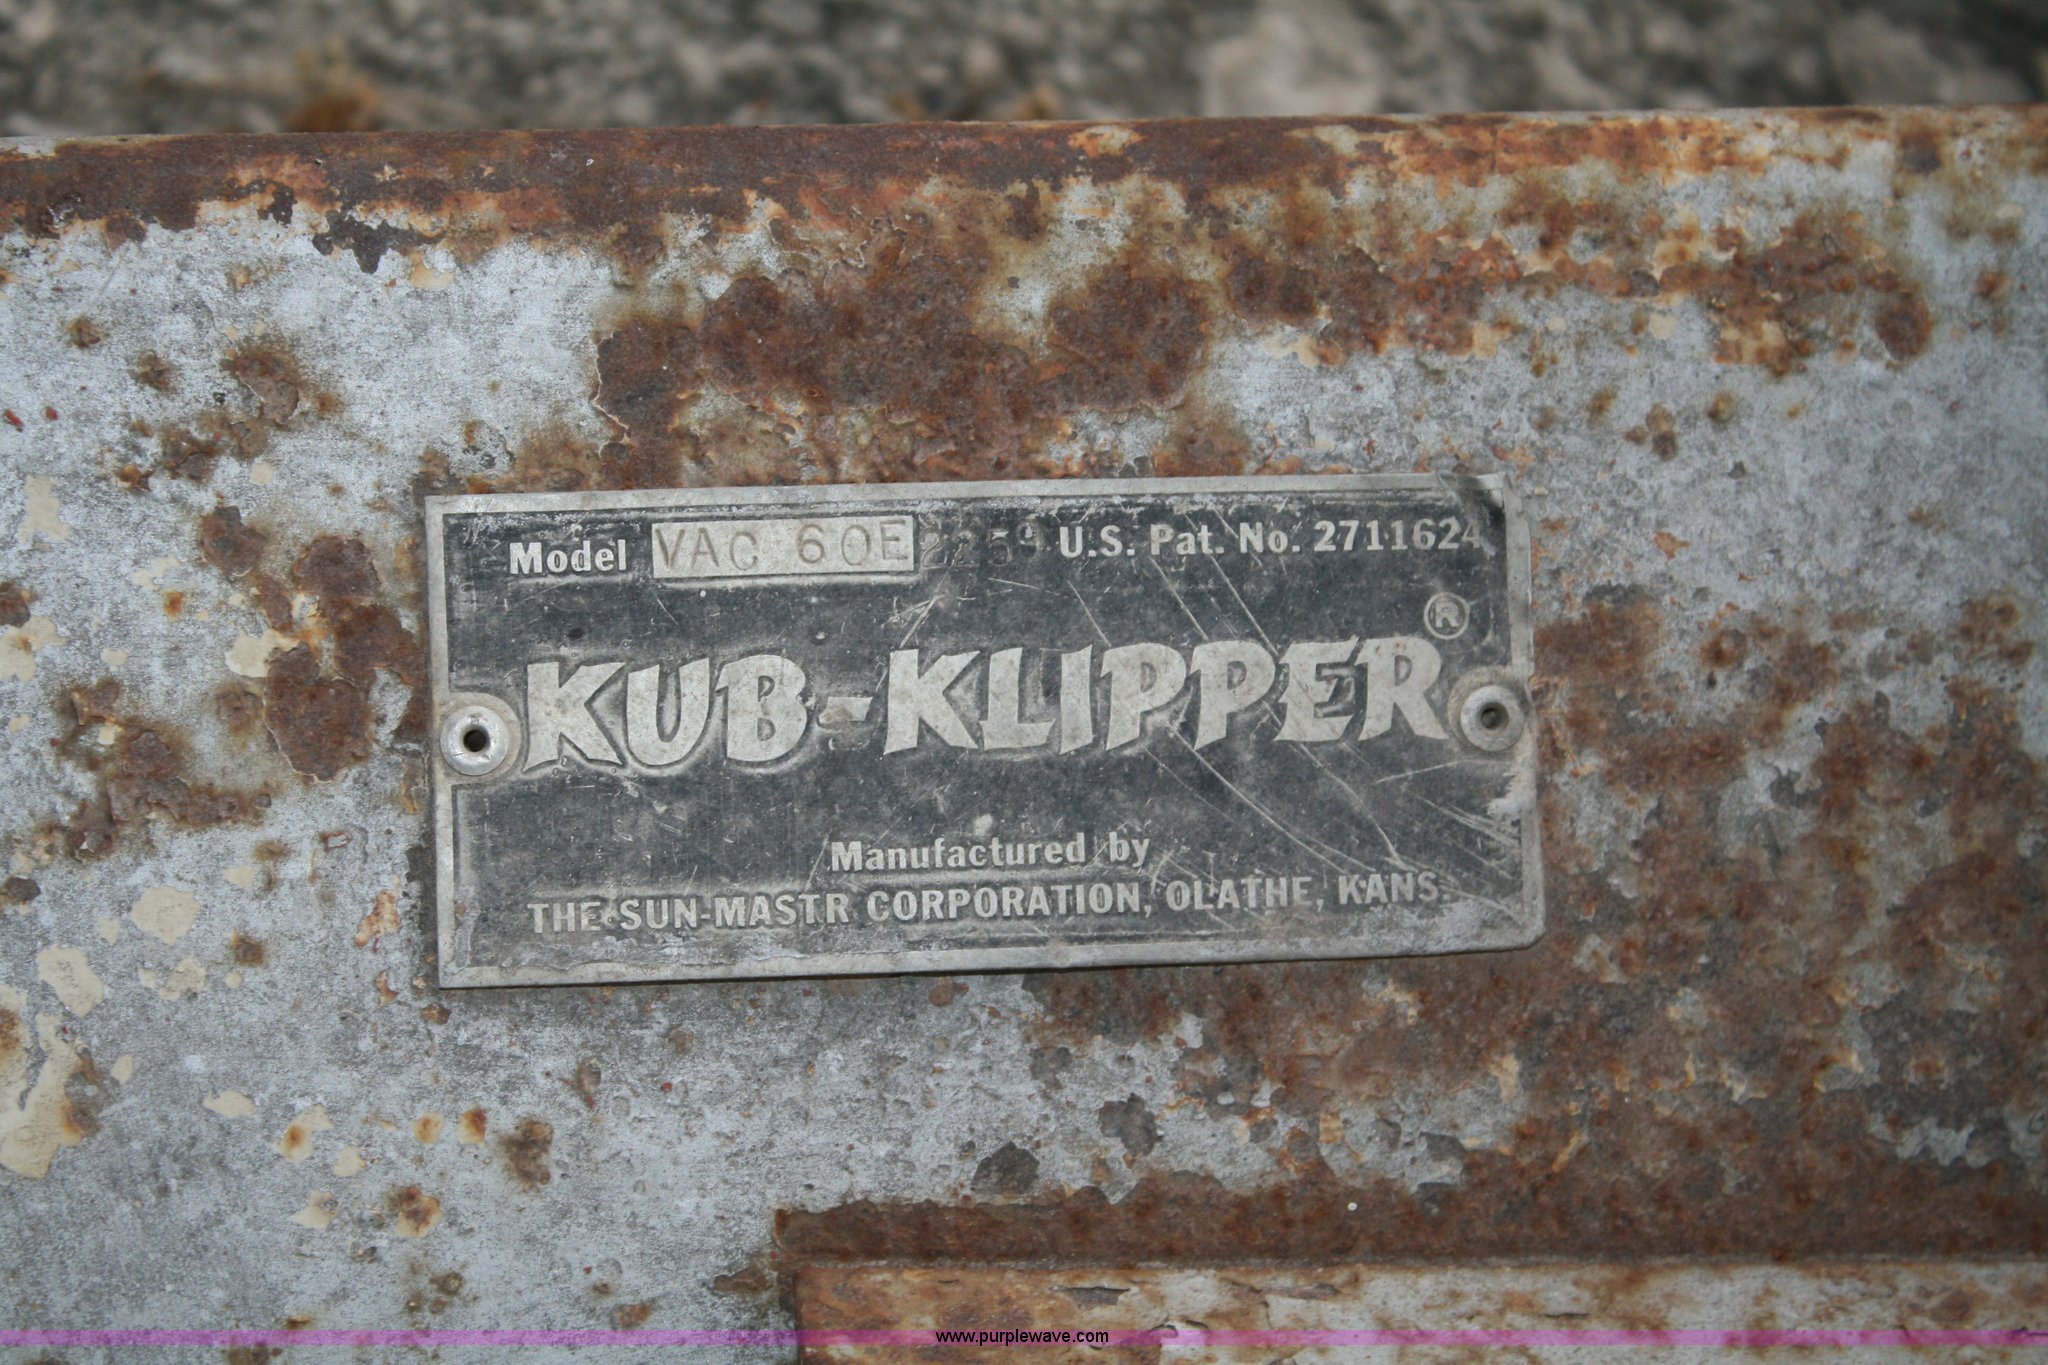 Model VAC 60E 2259 U.S. Pat. No. 2711624
KUB-KLIPPER ®
Manufactured by
THE SUN-MASTR CORPORATION, OLATHE, KANS.
www.purplewave.com